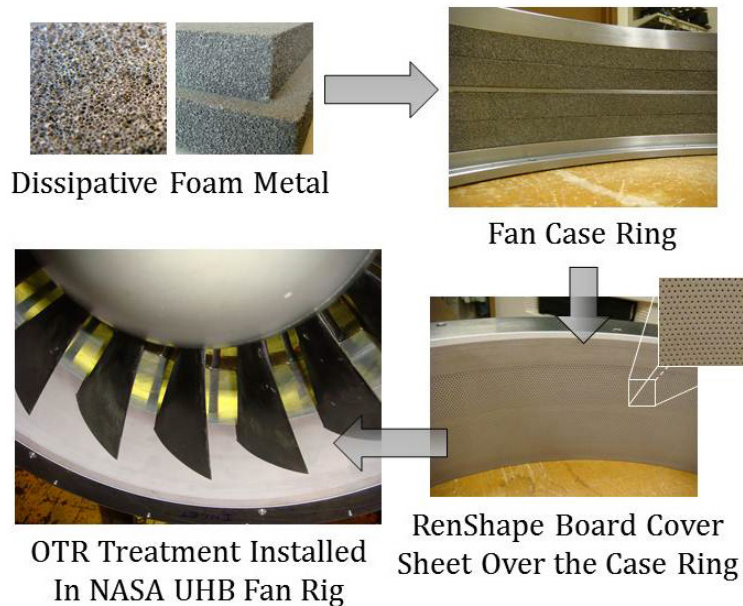 Dissipative Foam Metal
Fan Case Ring
RenShape Board Cover
Sheet Over the Case Ring
OTR Treatment Installed
In NASA UHB Fan Rig